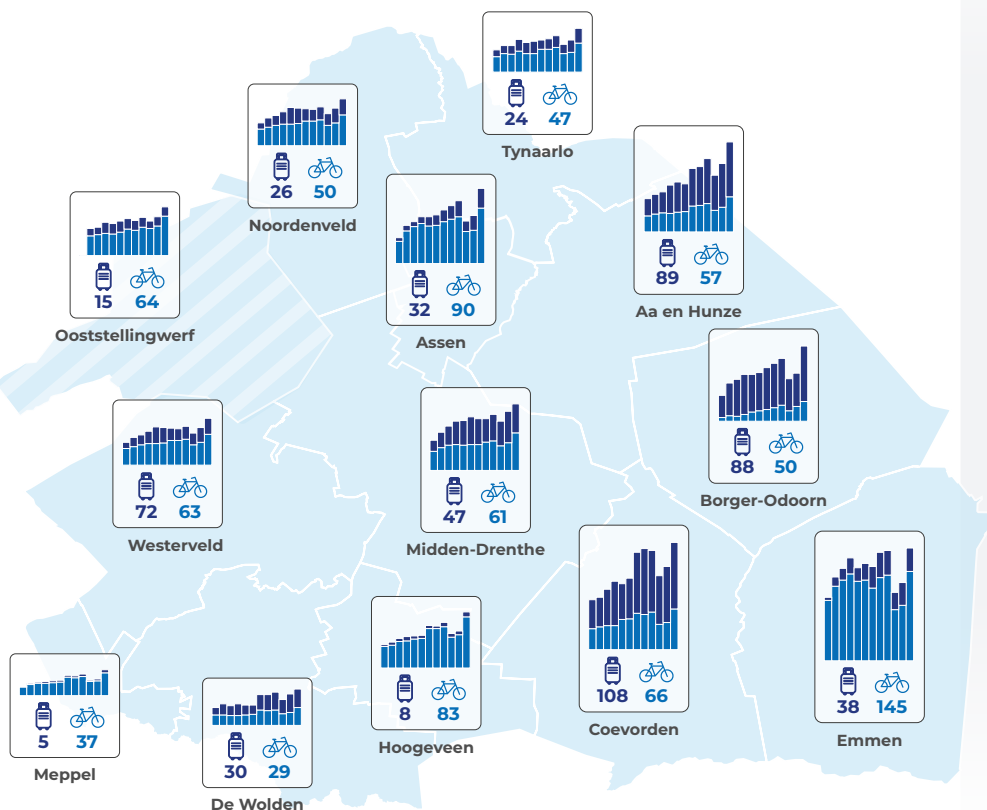 24 47
Tynaarlo
26 50
Noordenveld
89 57
Aa en Hunze
15 64
Ooststellingwerf
32 90
Assen
88 50
Borger-Odoorn
72 63
Westerveld
47 61
Midden-Drenthe
108 66
Coevorden
38 145
Emmen
8 83
Hoogeveen
5 37
Meppel
30 29
De Wolden